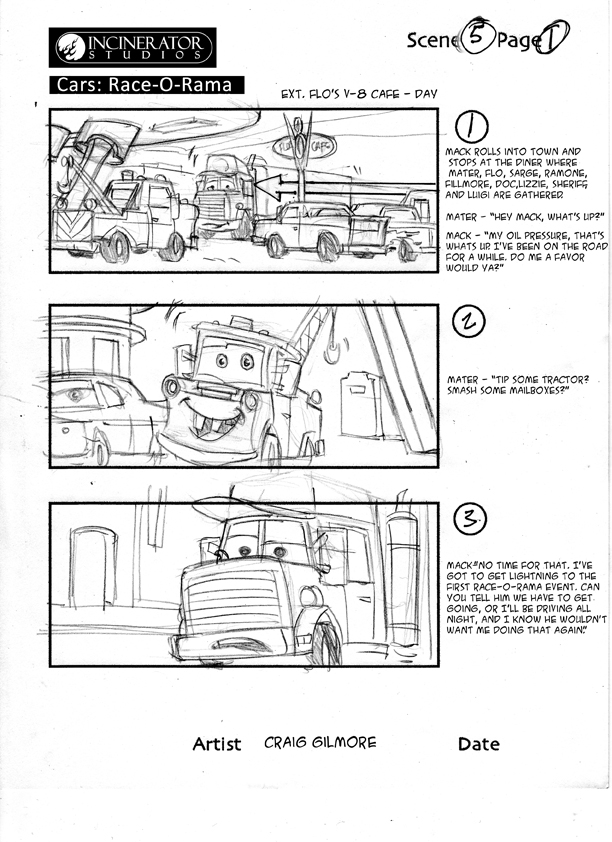 INCINERATOR
STUDIOS
Scene 5 Page 1
Cars: Race-O-Rama
EXT. FLO'S V-8 CAFE - DAY
1
MACK ROLLS INTO TOWN AND
STOPS AT THE DINER WHERE
MATER, FLO, SARGE, RAMONE,
FILLMORE, DOC,LIZZIE, SHERIFF,
AND LUIGI ARE GATHERED.
MATER - "HEY MACK, WHAT'S UP?"
MACK - "MY OIL PRESSURE, THAT'S
WHATS UP. I'VE BEEN ON THE ROAD
FOR A WHILE. DO ME A FAVOR
WOULD YA?"
FLO CAFE
2
MATER - "TIP SOME TRACTOR?
SMASH SOME MAILBOXES?"
3
MACK-"NO TIME FOR THAT. I'VE
GOT TO GET LIGHTNING TO THE
FIRST RACE-O-RAMA EVENT. CAN
YOU TELL HIM WE HAVE TO GET
GOING, OR I'LL BE DRIVING ALL
NIGHT, AND I KNOW HE WOULDN'T
WANT ME DOING THAT AGAIN."
Artist CRAIG GILMORE Date